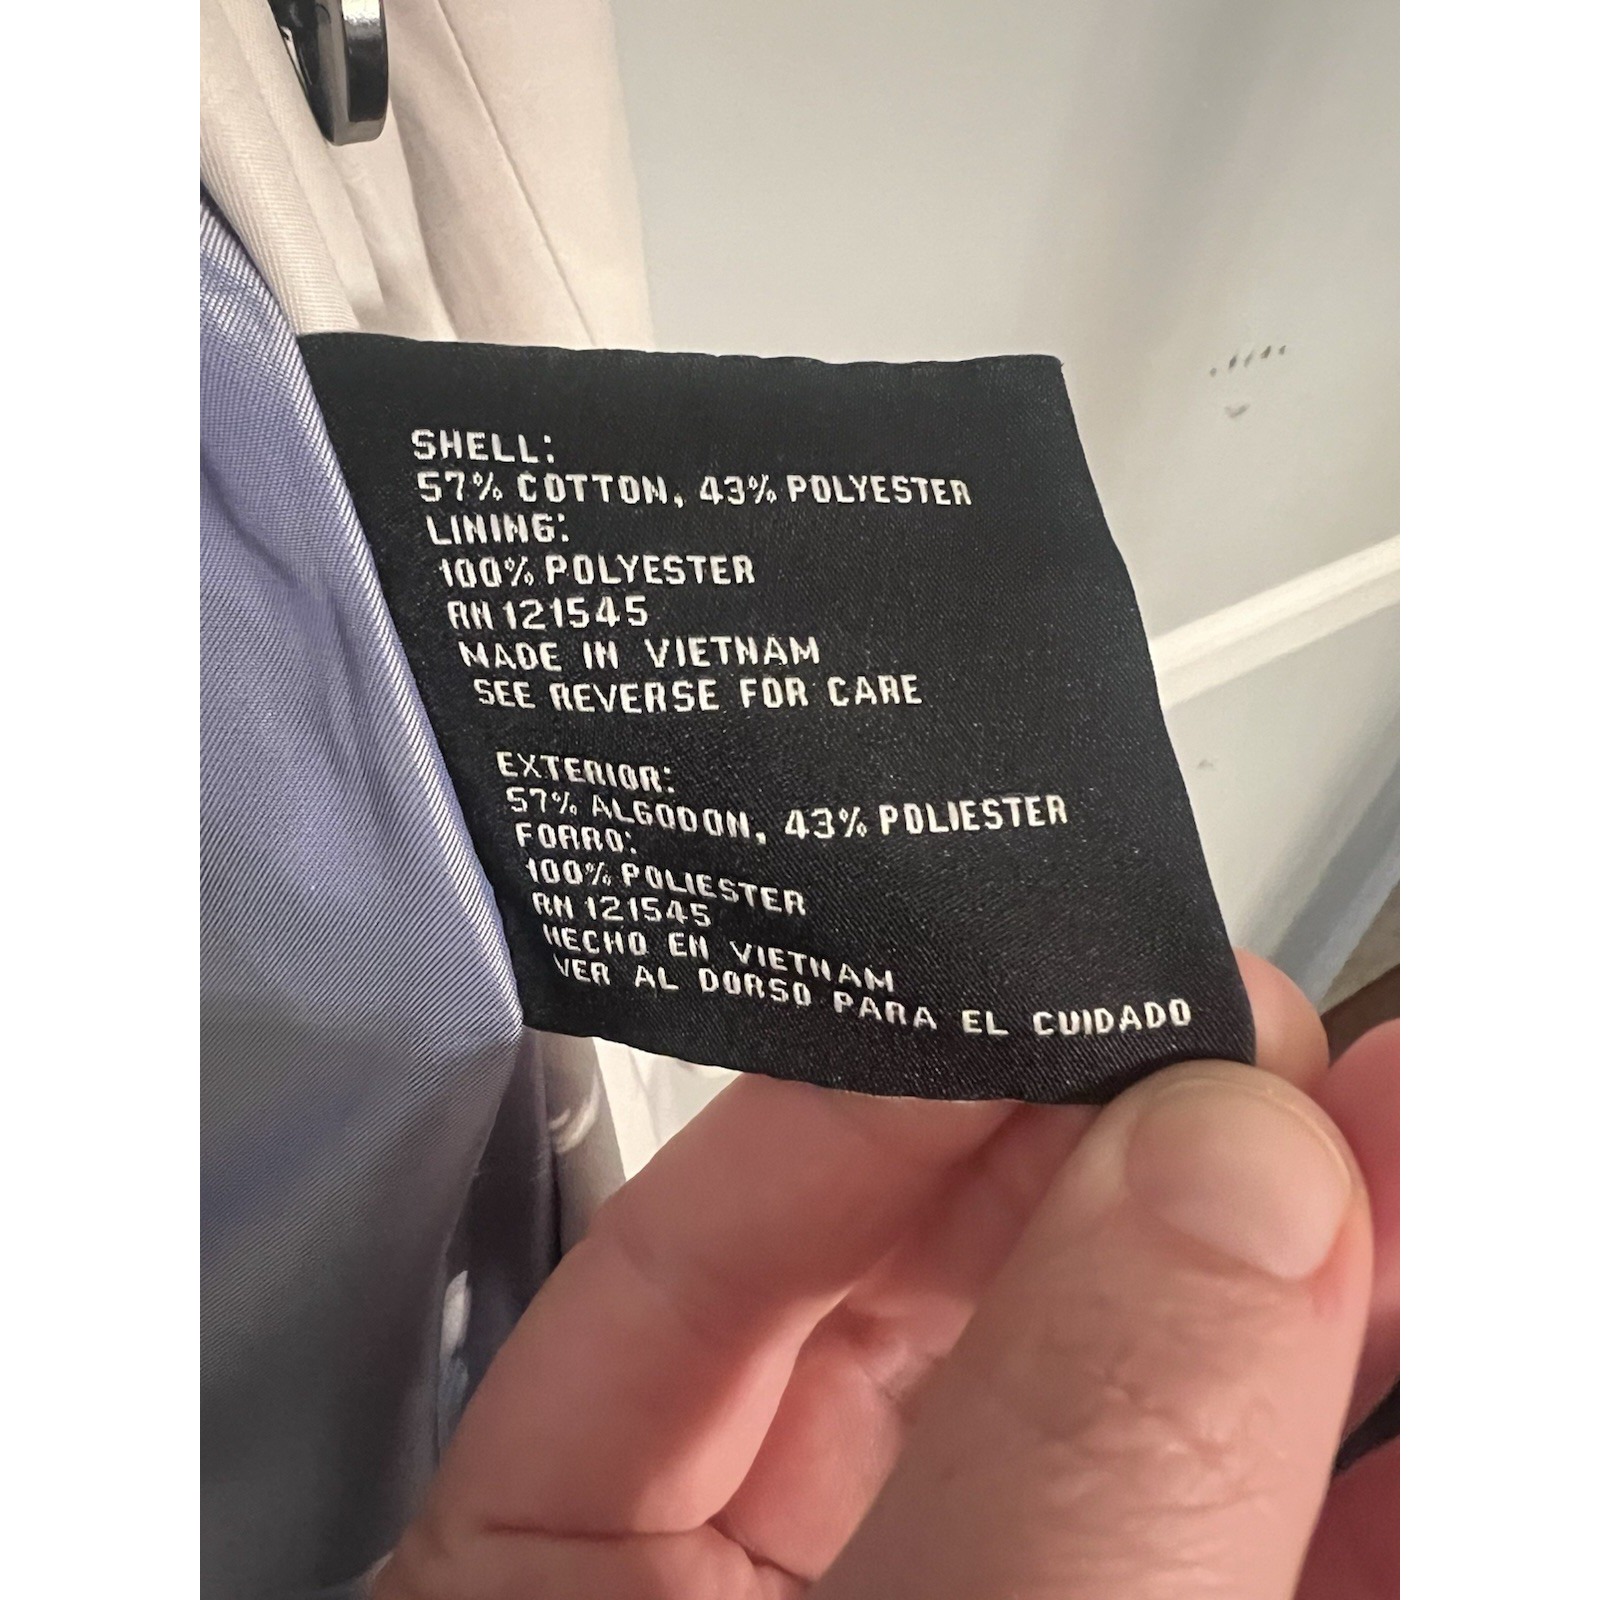 SHELL:
57% COTTON, 43% POLYESTER
LINING:
100% POLYESTER
RN 121545
MADE IN VIETNAM
SEE REVERSE FOR CARE
EXTERIOR:
57% ALGODON, 43% POLIESTER
FORRO:
100% POLIESTER
RN 121545
HECHO EN VIETNAM
VER AL DORSO PARA EL CUIDADO